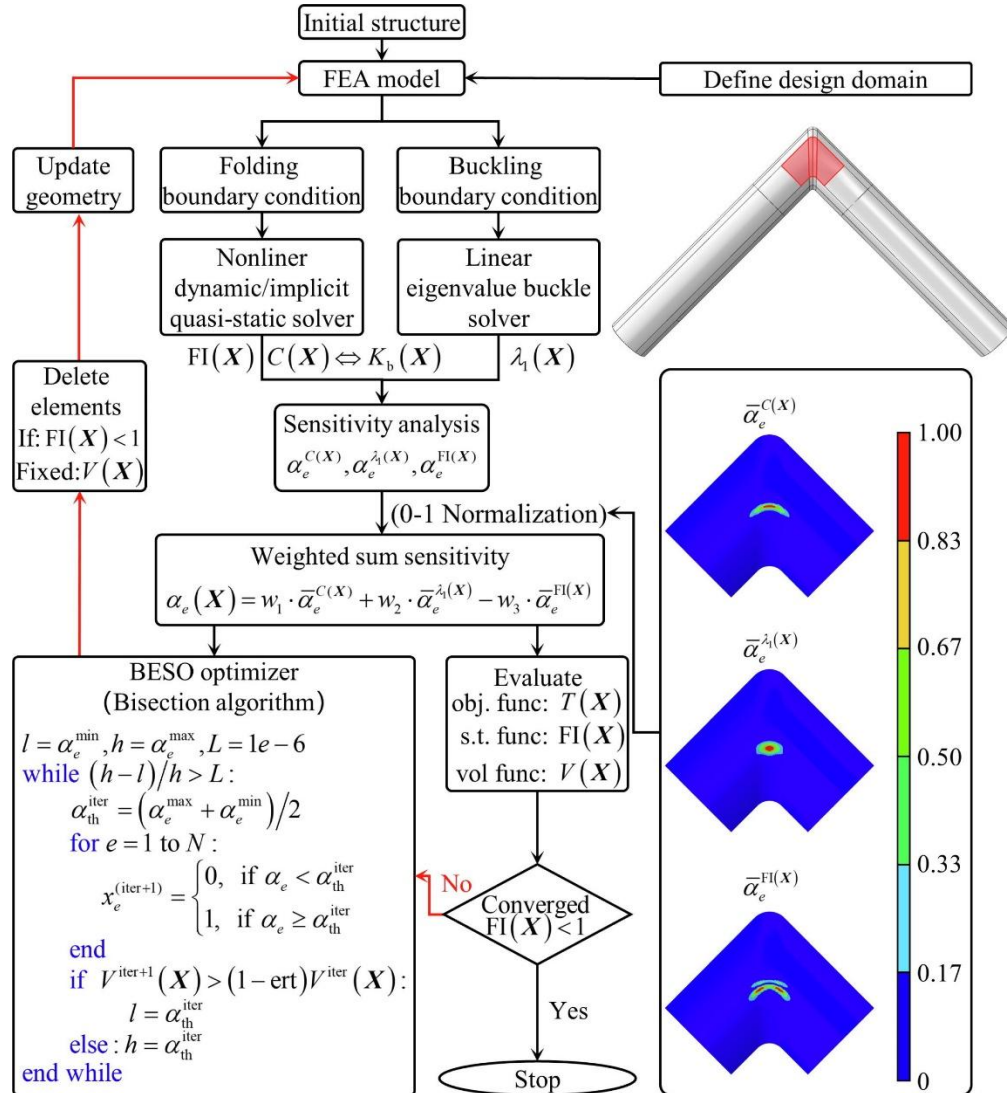 Initial structure
FEA model
Define design domain
Update
geometry
Folding
boundary condition
Buckling
boundary condition
Nonliner
dynamic/implicit
quasi-static solver
Linear
eigenvalue buckle
solver
FI(X) C(X) ⇔ K_b(X)
λ_1(X)
Delete
elements
If: FI(X) < 1
Fixed: V(X)
Sensitivity analysis
α_e^{C(X)}, α_e^{λ_1(X)}, α_e^{FI(X)}
(0-1 Normalization)
Weighted sum sensitivity
α_e(X) = w_1 · ᾱ_e^{C(X)} + w_2 · ᾱ_e^{λ_1(X)} − w_3 · ᾱ_e^{FI(X)}
BESO optimizer
(Bisection algorithm)
l = α_e^{min}, h = α_e^{max}, L = 1e−6
while (h−l)/h > L:
α_th^{iter} = (α_e^{max} + α_e^{min})/2
for e = 1 to N:
x_e^{(iter+1)} = {0, if α_e < α_th^{iter}
1, if α_e ≥ α_th^{iter}
end
if V^{iter+1}(X) > (1−ert)V^{iter}(X):
l = α_th^{iter}
else: h = α_th^{iter}
end while
Evaluate
obj. func: T(X)
s.t. func: FI(X)
vol func: V(X)
No
Converged
FI(X) < 1
Yes
Stop
ᾱ_e^{C(X)}
ᾱ_e^{λ_1(X)}
ᾱ_e^{FI(X)}
1.00
0.83
0.67
0.50
0.33
0.17
0